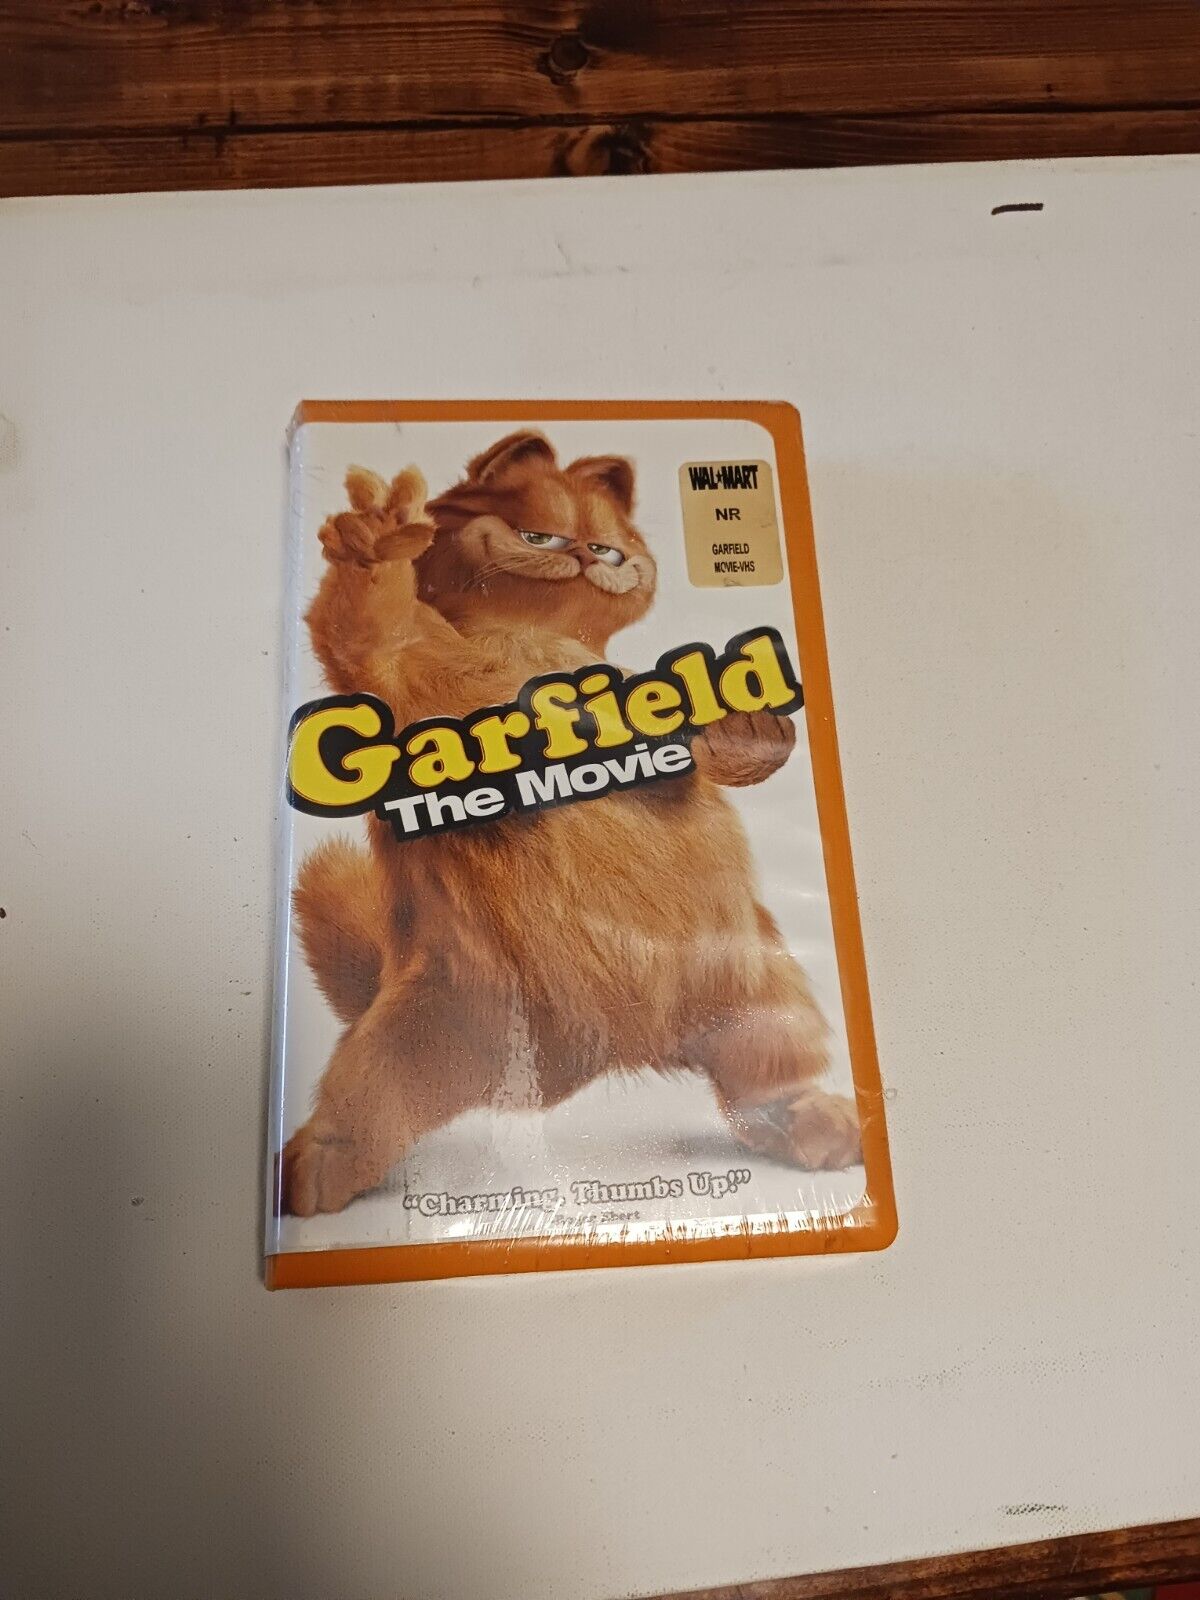 WAL★MART
NR
GARFIELD
MOVIE-VHS
Garfield
The Movie
"Charming, Thumbs Up!"